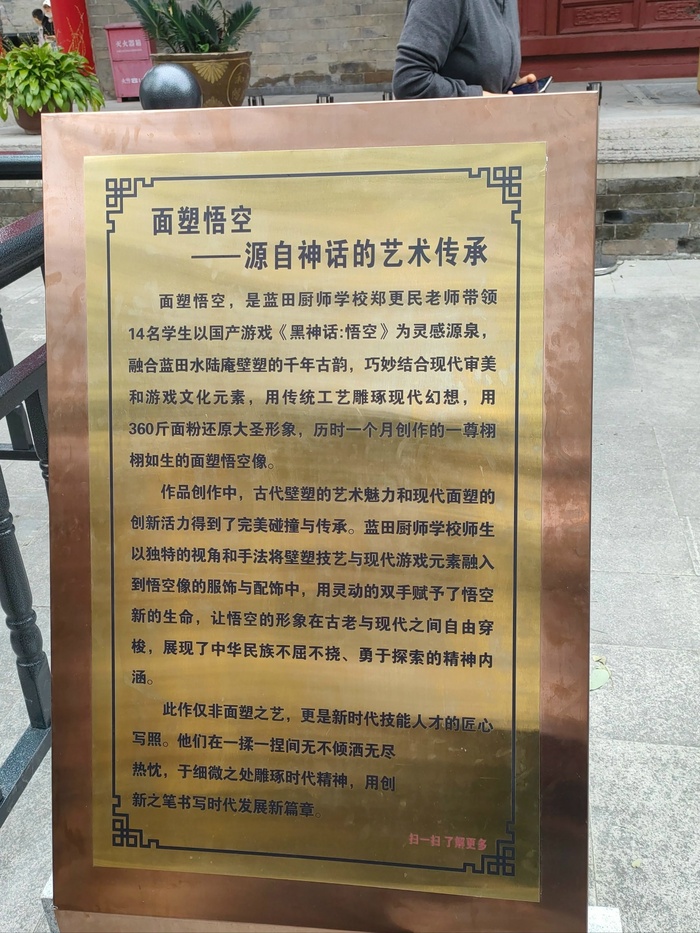 灭火器箱
面塑悟空
——源自神话的艺术传承
面塑悟空，是蓝田厨师学校郑更民老师带领
14名学生以国产游戏《黑神话:悟空》为灵感源泉，
融合蓝田水陆庵壁塑的千年古韵，巧妙结合现代审美
和游戏文化元素，用传统工艺雕琢现代幻想，用
360斤面粉还原大圣形象，历时一个月创作的一尊栩
栩如生的面塑悟空像。
作品创作中，古代壁塑的艺术魅力和现代面塑的
创新活力得到了完美碰撞与传承。蓝田厨师学校师生
以独特的视角和手法将壁塑技艺与现代游戏元素融入
到悟空像的服饰与配饰中，用灵动的双手赋予了悟空
新的生命，让悟空的形象在古老与现代之间自由穿
梭，展现了中华民族不屈不挠、勇于探索的精神内
涵。
此作仅非面塑之艺，更是新时代技能人才的匠心
写照。他们在一揉一捏间无不倾洒无尽
热忱，于细微之处雕琢时代精神，用创
新之笔书写时代发展新篇章。
扫一扫 了解更多